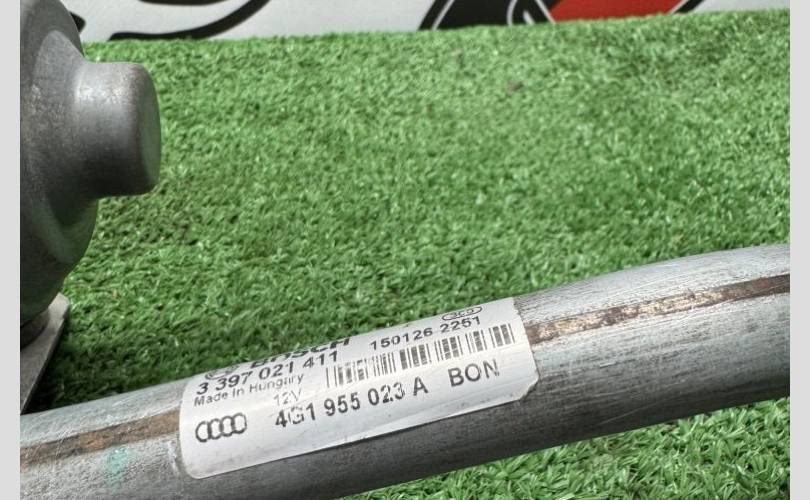 BOSCH
3 397 021 411 150126 2251
Made in Hungary
12V
4G1 955 023 A BON